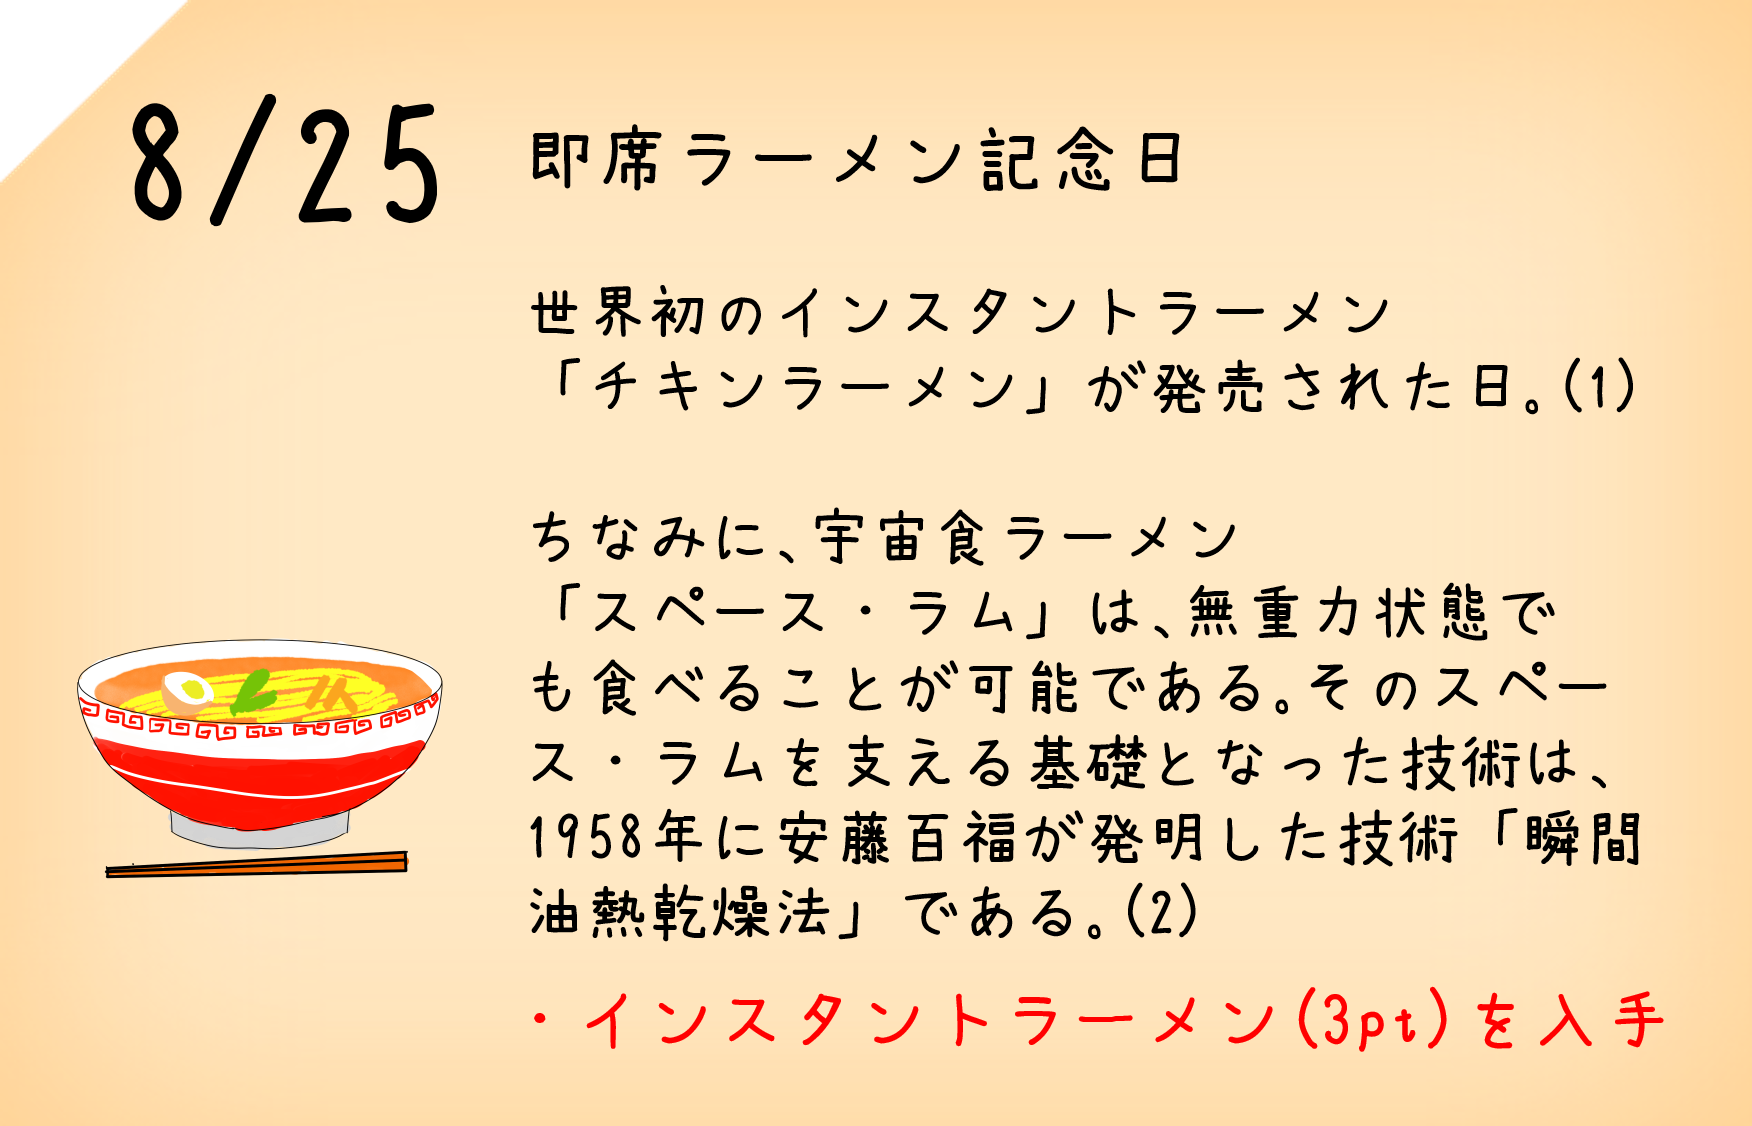 8/25 即席ラーメン記念日
世界初のインスタントラーメン
「チキンラーメン」が発売された日。(1)
ちなみに、宇宙食ラーメン
「スペース・ラム」は、無重力状態で
も食べることが可能である。そのスペー
ス・ラムを支える基礎となった技術は、
1958年に安藤百福が発明した技術「瞬間
油熱乾燥法」である。(2)
・インスタントラーメン(3pt)を入手